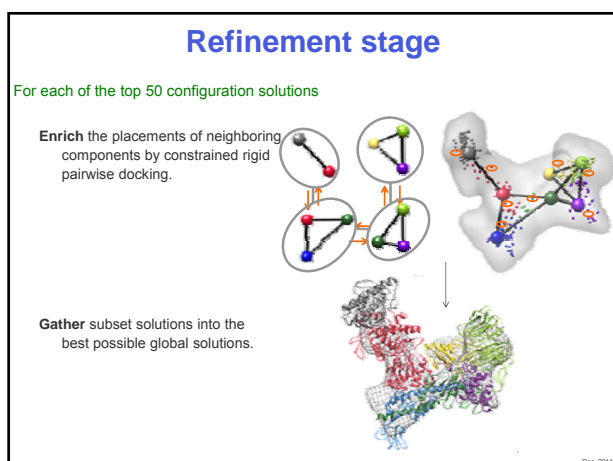 Refinement stage
For each of the top 50 configuration solutions
Enrich the placements of neighboring
components by constrained rigid
pairwise docking.
Gather subset solutions into the
best possible global solutions.